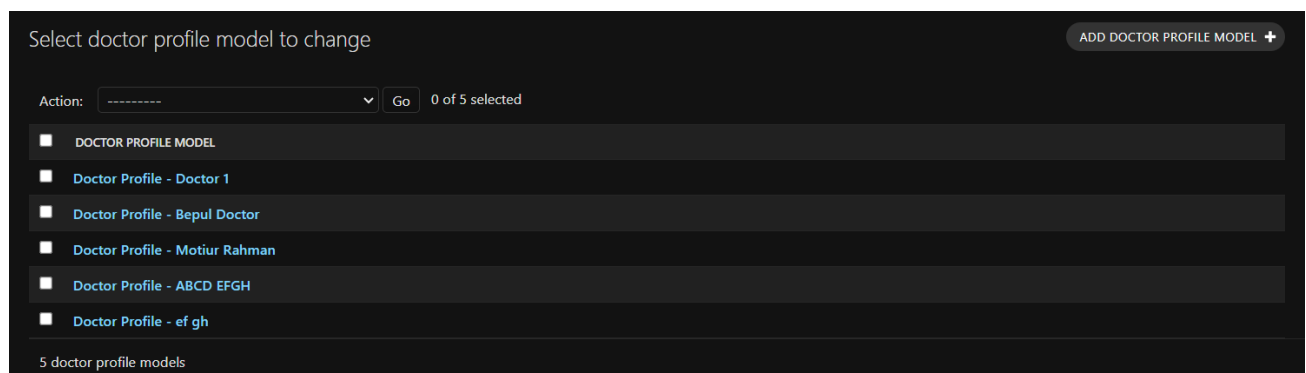 Select doctor profile model to change
ADD DOCTOR PROFILE MODEL +
Action: --------- Go 0 of 5 selected
DOCTOR PROFILE MODEL
Doctor Profile - Doctor 1
Doctor Profile - Bepul Doctor
Doctor Profile - Motiur Rahman
Doctor Profile - ABCD EFGH
Doctor Profile - ef gh
5 doctor profile models